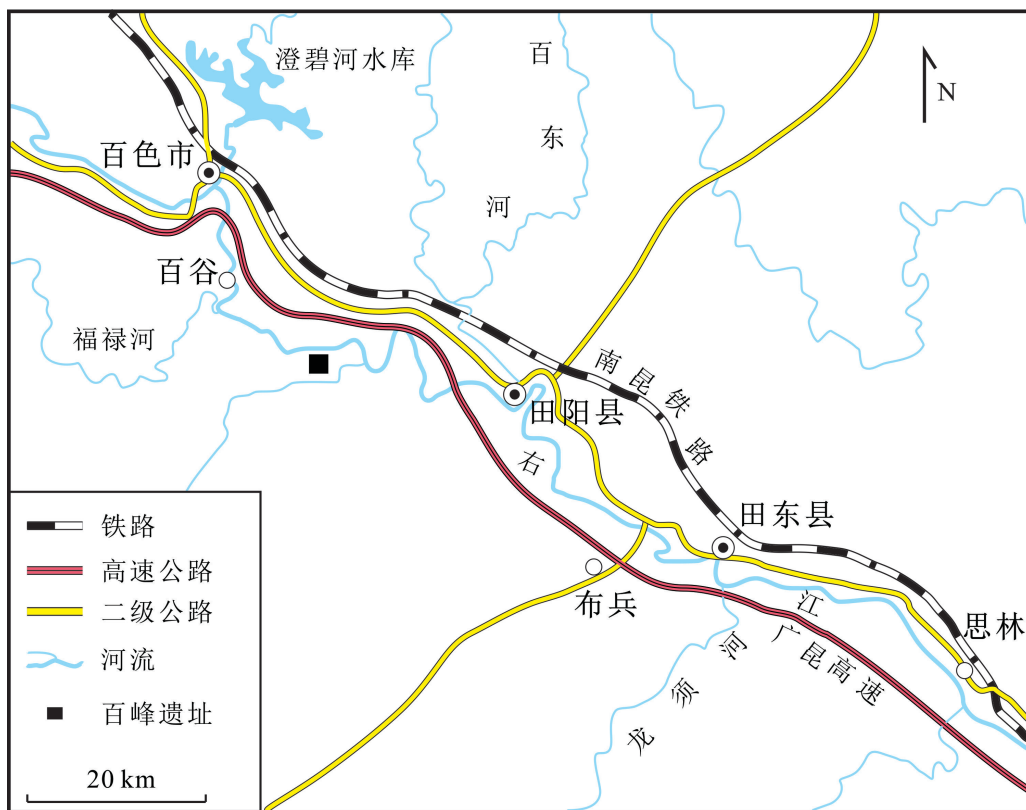 澄碧河水库
百东河
N
百色市
百谷
福禄河
南昆铁路
田阳县
右江
田东县
布兵
思林
广昆高速
龙须河
铁路
高速公路
二级公路
河流
百峰遗址
20 km